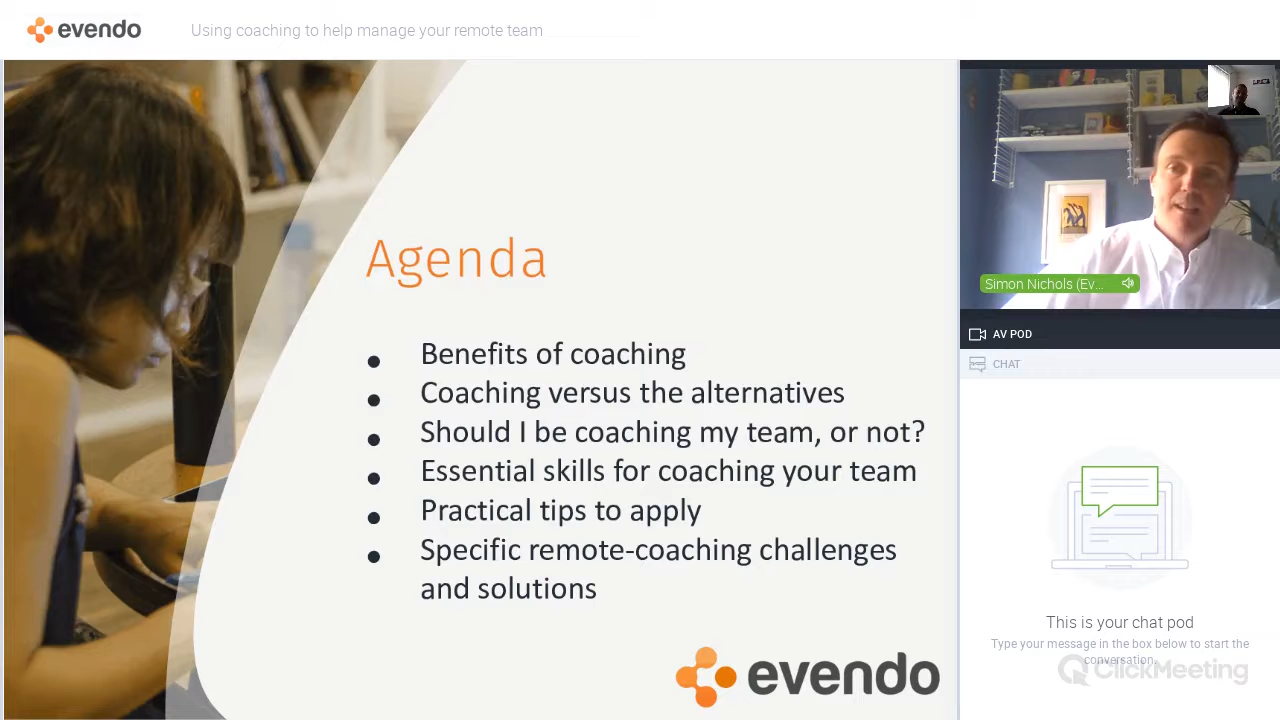 evendo
Using coaching to help manage your remote team
Agenda
• Benefits of coaching
• Coaching versus the alternatives
• Should I be coaching my team, or not?
• Essential skills for coaching your team
• Practical tips to apply
• Specific remote-coaching challenges
and solutions
evendo
Simon Nichols (Ev...
AV POD
CHAT
This is your chat pod
Type your message in the box below to start the
conversation.
ClickMeeting